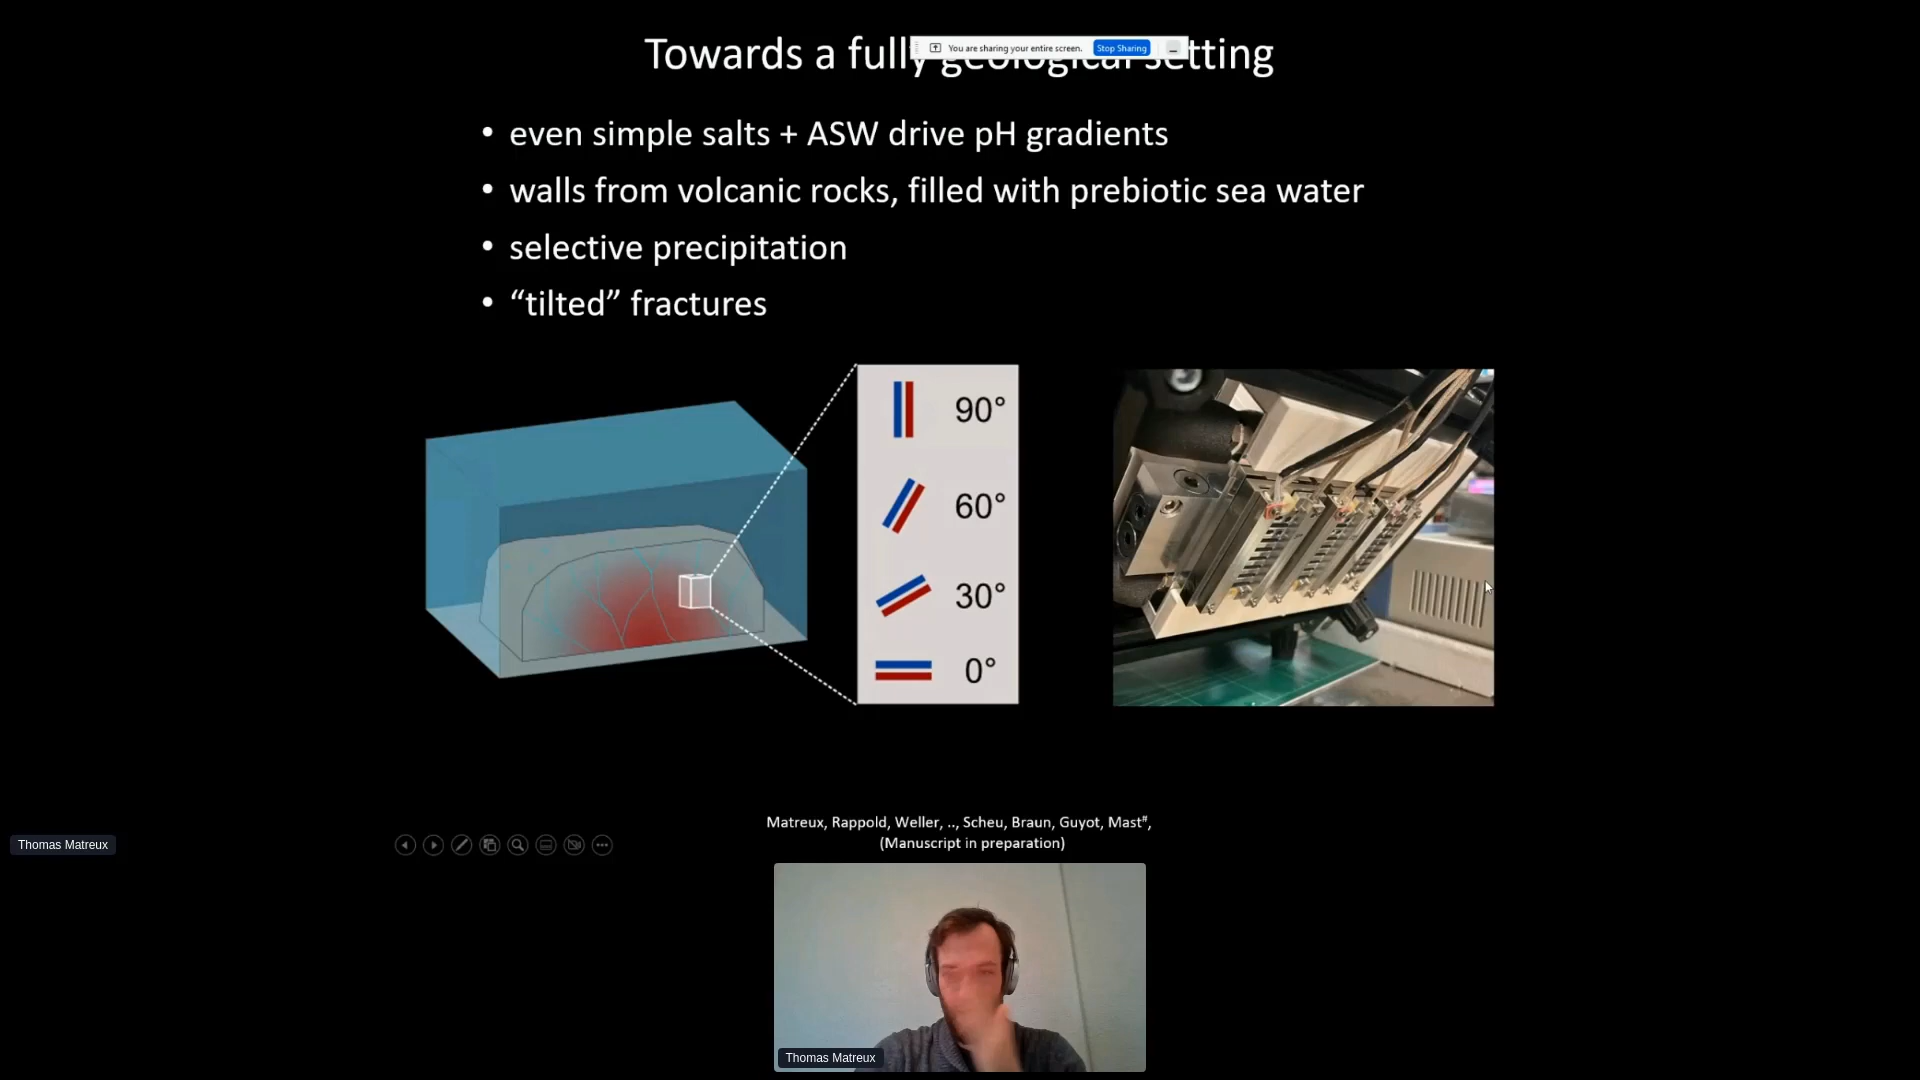 Towards a fully geological setting
You are sharing your entire screen. Stop Sharing
• even simple salts + ASW drive pH gradients
• walls from volcanic rocks, filled with prebiotic sea water
• selective precipitation
• “tilted” fractures
90°
60°
30°
0°
Matreux, Rappold, Weller, .., Scheu, Braun, Guyot, Mast#,
(Manuscript in preparation)
Thomas Matreux
Thomas Matreux